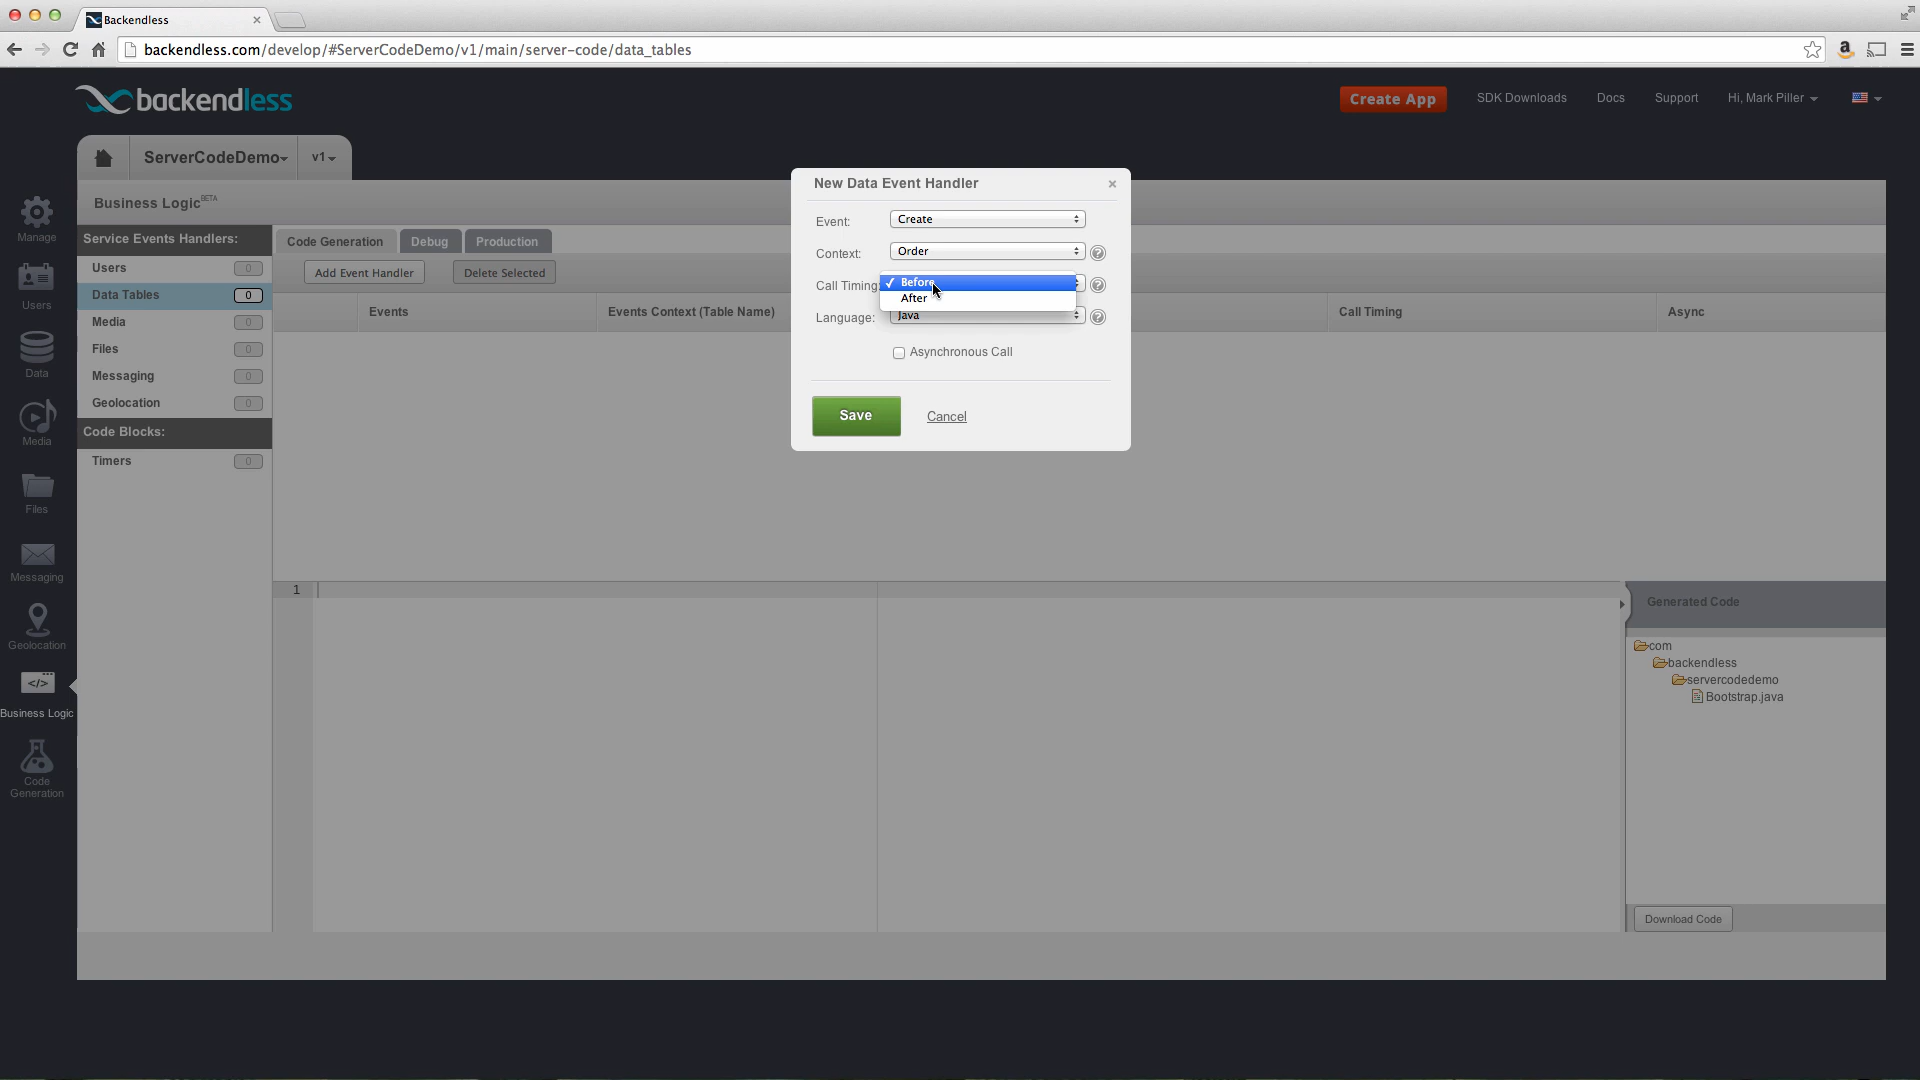 Backendless
backendless.com/develop/#ServerCodeDemo/v1/main/server-code/data_tables
backendless
Create App
SDK Downloads
Docs
Support
Hi, Mark Piller
ServerCodeDemo
v1
Business Logic BETA
Manage
Users
Data
Media
Files
Messaging
Geolocation
Business Logic
Code
Generation
Service Events Handlers:
Users 0
Data Tables 0
Media 0
Files 0
Messaging 0
Geolocation 0
Code Blocks:
Timers 0
Code Generation
Debug
Production
Add Event Handler
Delete Selected
Events
Events Context (Table Name)
Call Timing
Async
New Data Event Handler
Event: Create
Context: Order
Call Timing:
Before
After
Language: Java
Asynchronous Call
Save
Cancel
1
Generated Code
com
backendless
servercodedemo
Bootstrap.java
Download Code